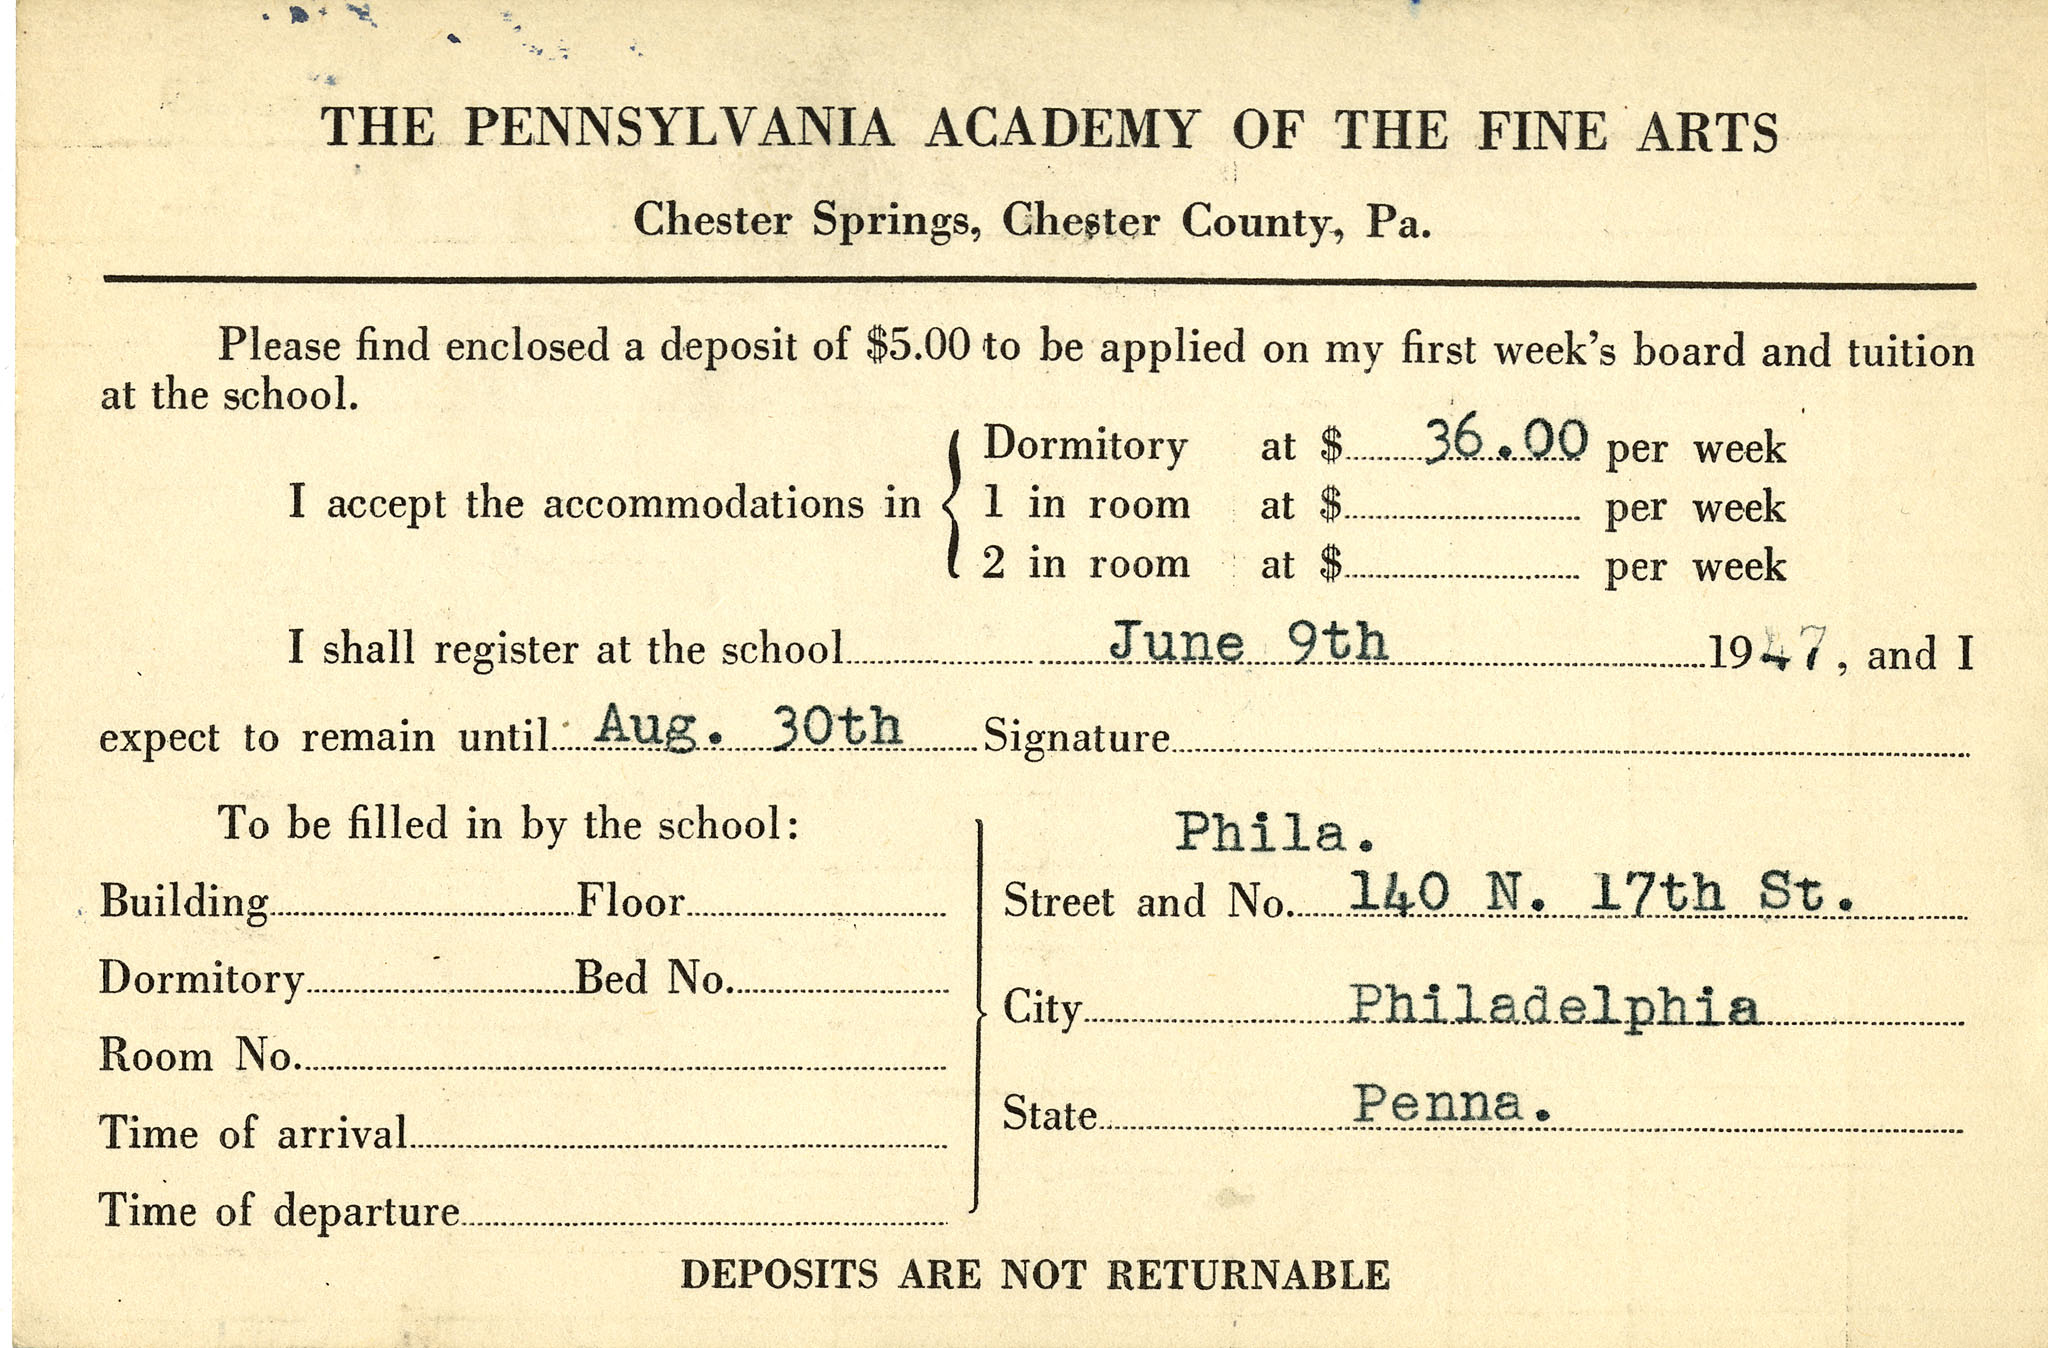 THE PENNSYLVANIA ACADEMY OF THE FINE ARTS
Chester Springs, Chester County, Pa.
Please find enclosed a deposit of $5.00 to be applied on my first week's board and tuition
at the school.
I accept the accommodations in
Dormitory at $ 36.00 per week
1 in room at $ per week
2 in room at $ per week
I shall register at the school June 9th 1947, and I
expect to remain until Aug. 30th Signature
To be filled in by the school:
Building Floor
Dormitory Bed No.
Room No.
Time of arrival
Time of departure
Phila.
Street and No. 140 N. 17th St.
City Philadelphia
State Penna.
DEPOSITS ARE NOT RETURNABLE